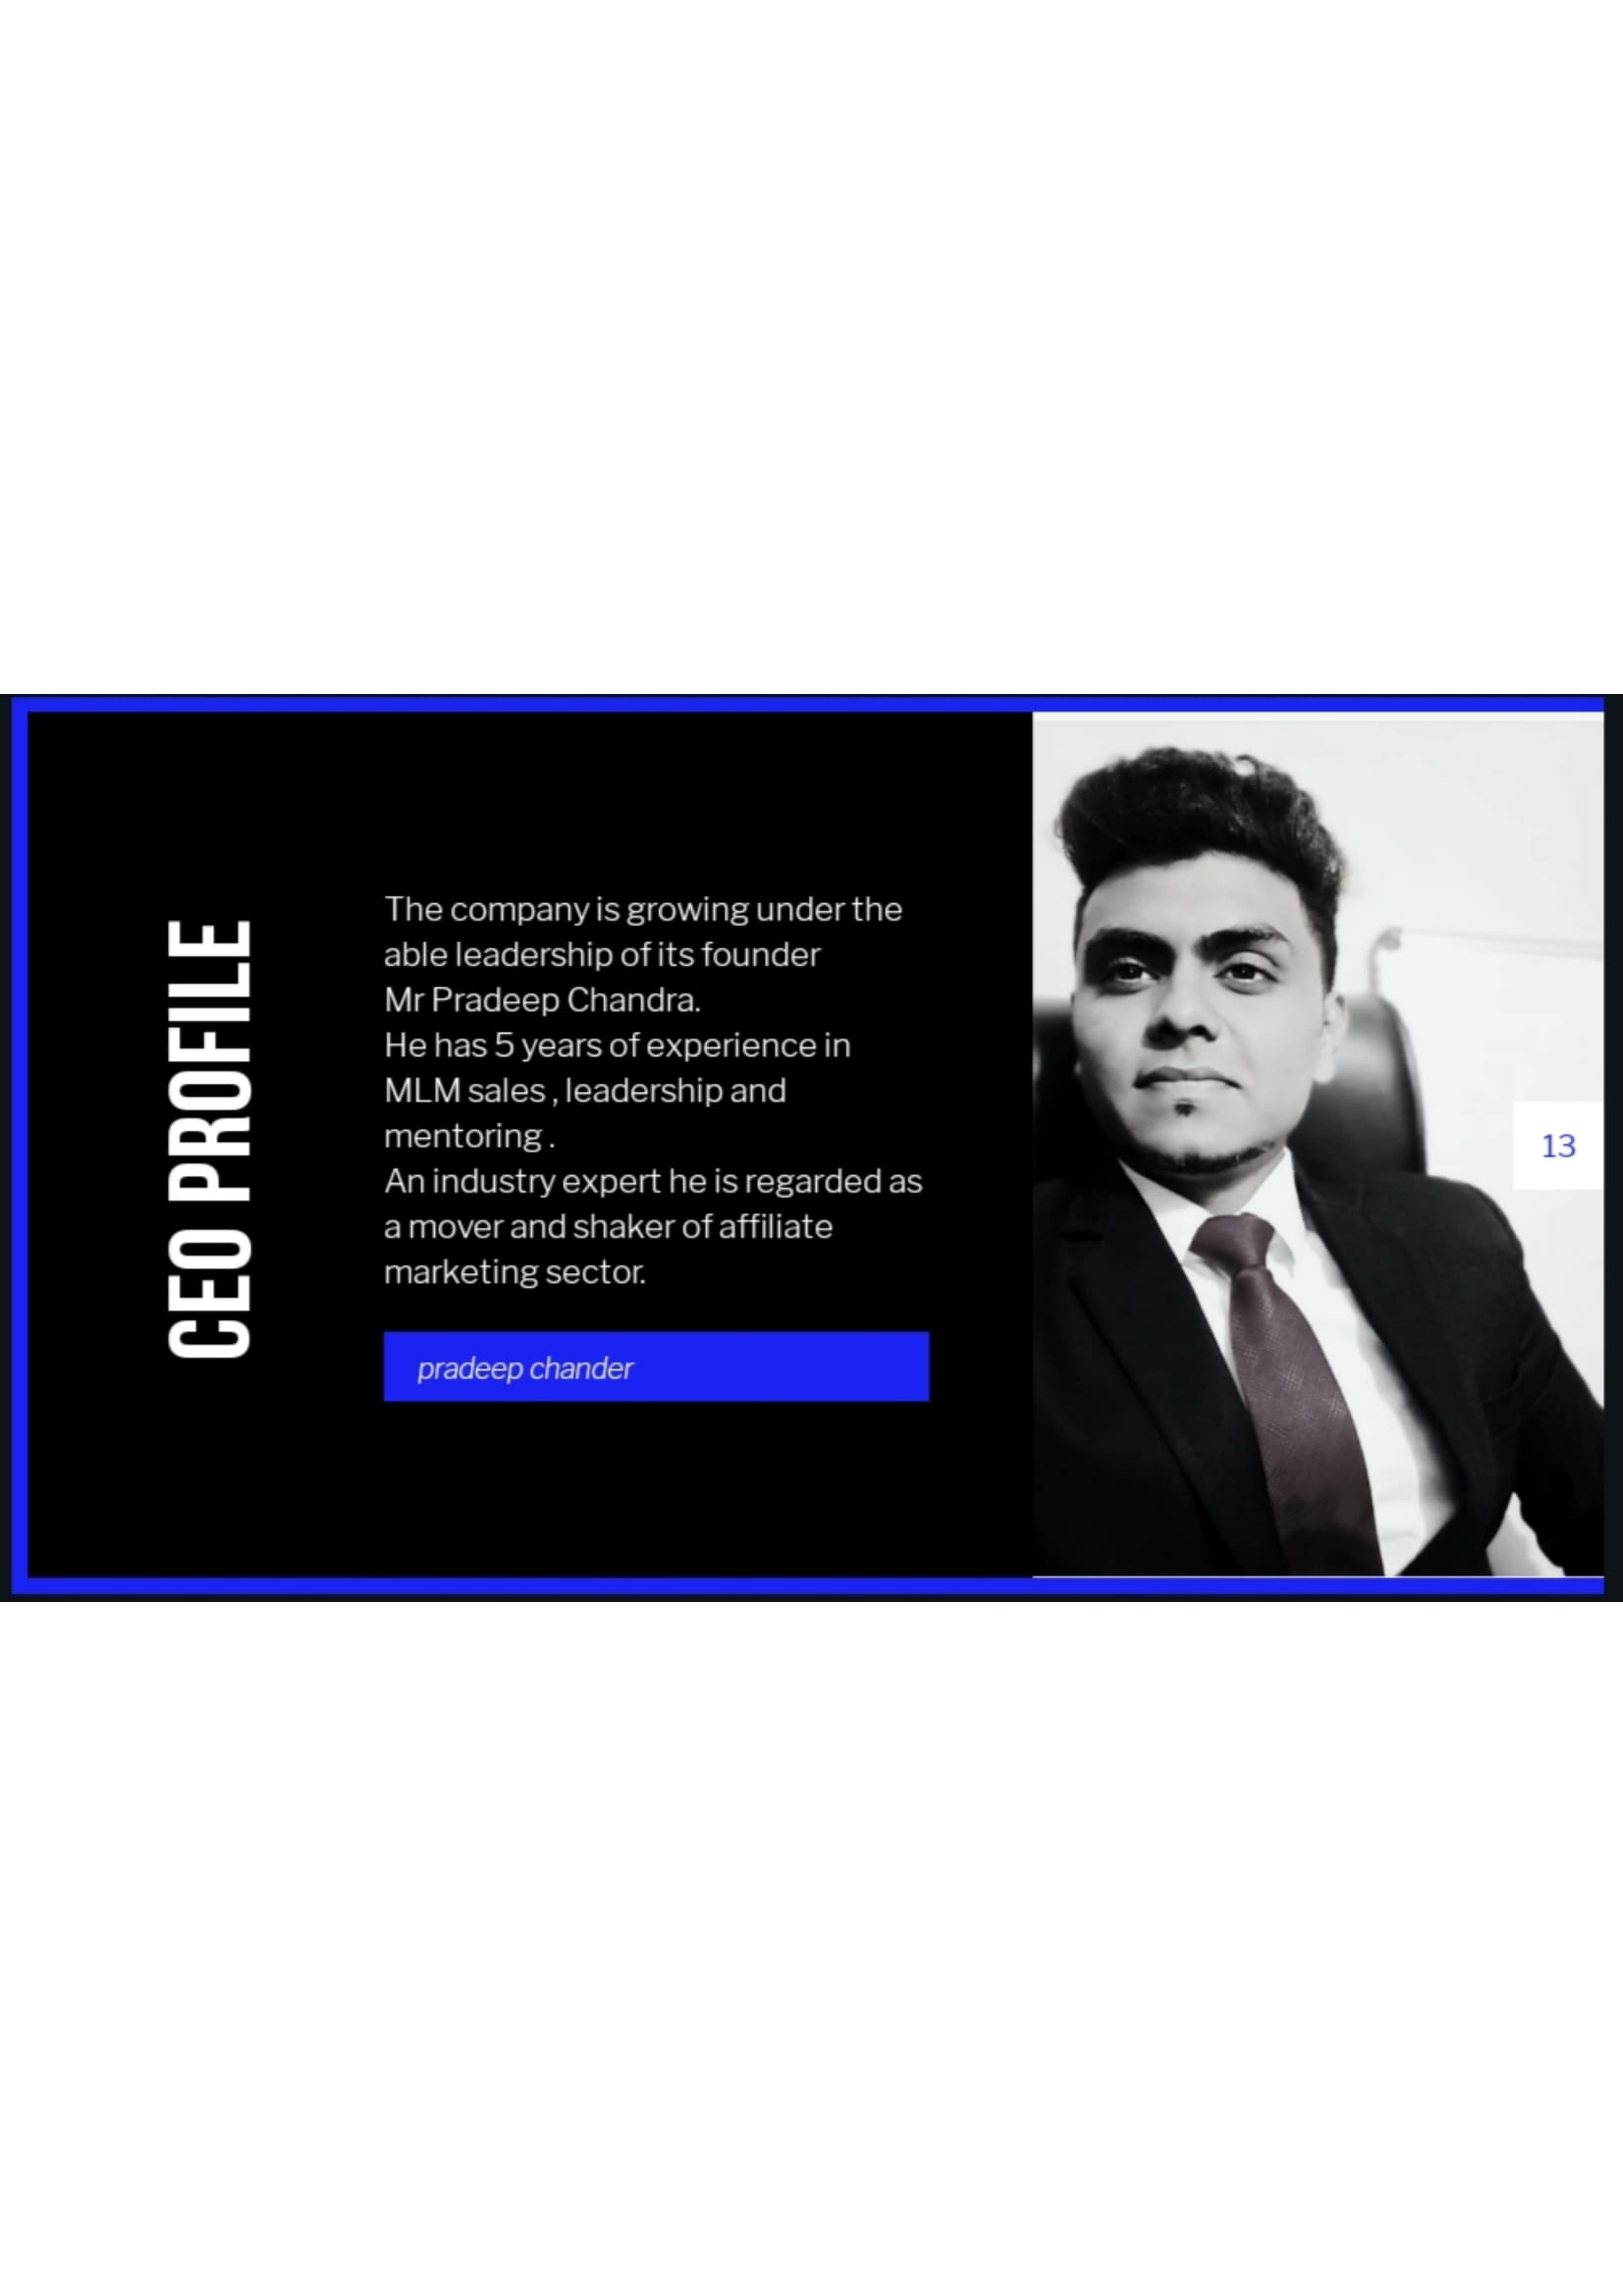 CEO PROFILE
The company is growing under the
able leadership of its founder
Mr Pradeep Chandra.
He has 5 years of experience in
MLM sales , leadership and
mentoring .
An industry expert he is regarded as
a mover and shaker of affiliate
marketing sector.
pradeep chander
13